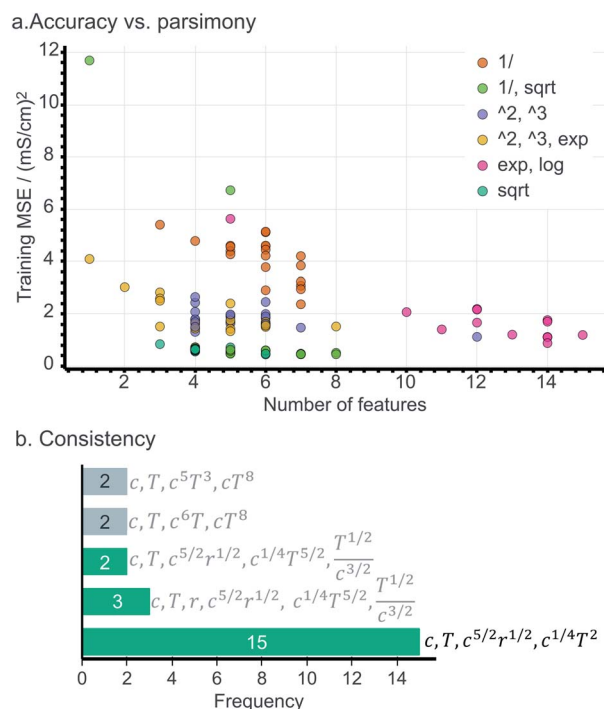 a.Accuracy vs. parsimony
12
10
8
6
4
2
0
Training MSE / (mS/cm)²
1/
1/, sqrt
^2, ^3
^2, ^3, exp
exp, log
sqrt
2 4 6 8 10 12 14
Number of features
b. Consistency
2 c, T, c⁵T³, cT⁸
2 c, T, c⁶T, cT⁸
2 c, T, c^{5/2}r^{1/2}, c^{1/4}T^{5/2}, \frac{T^{1/2}}{c^{3/2}}
3 c, T, r, c^{5/2}r^{1/2}, c^{1/4}T^{5/2}, \frac{T^{1/2}}{c^{3/2}}
15 c, T, c^{5/2}r^{1/2}, c^{1/4}T^{2}
0 2 4 6 8 10 12 14
Frequency